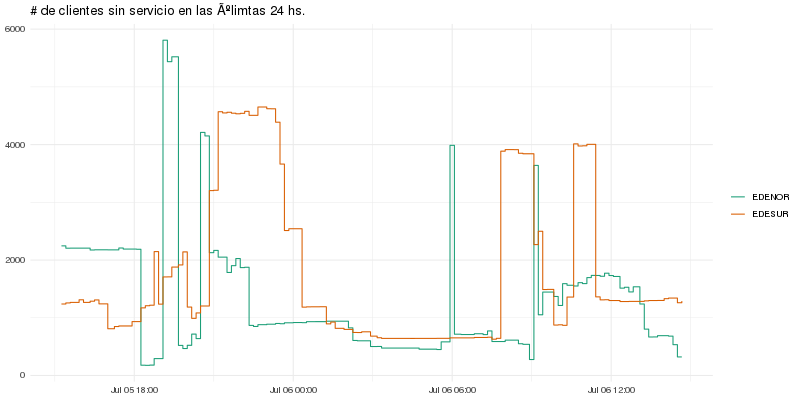 # de clientes sin servicio en las Ãºlimtas 24 hs.
6000
4000
2000
0
Jul 05 18:00
Jul 06 00:00
Jul 06 06:00
Jul 06 12:00
EDENOR
EDESUR